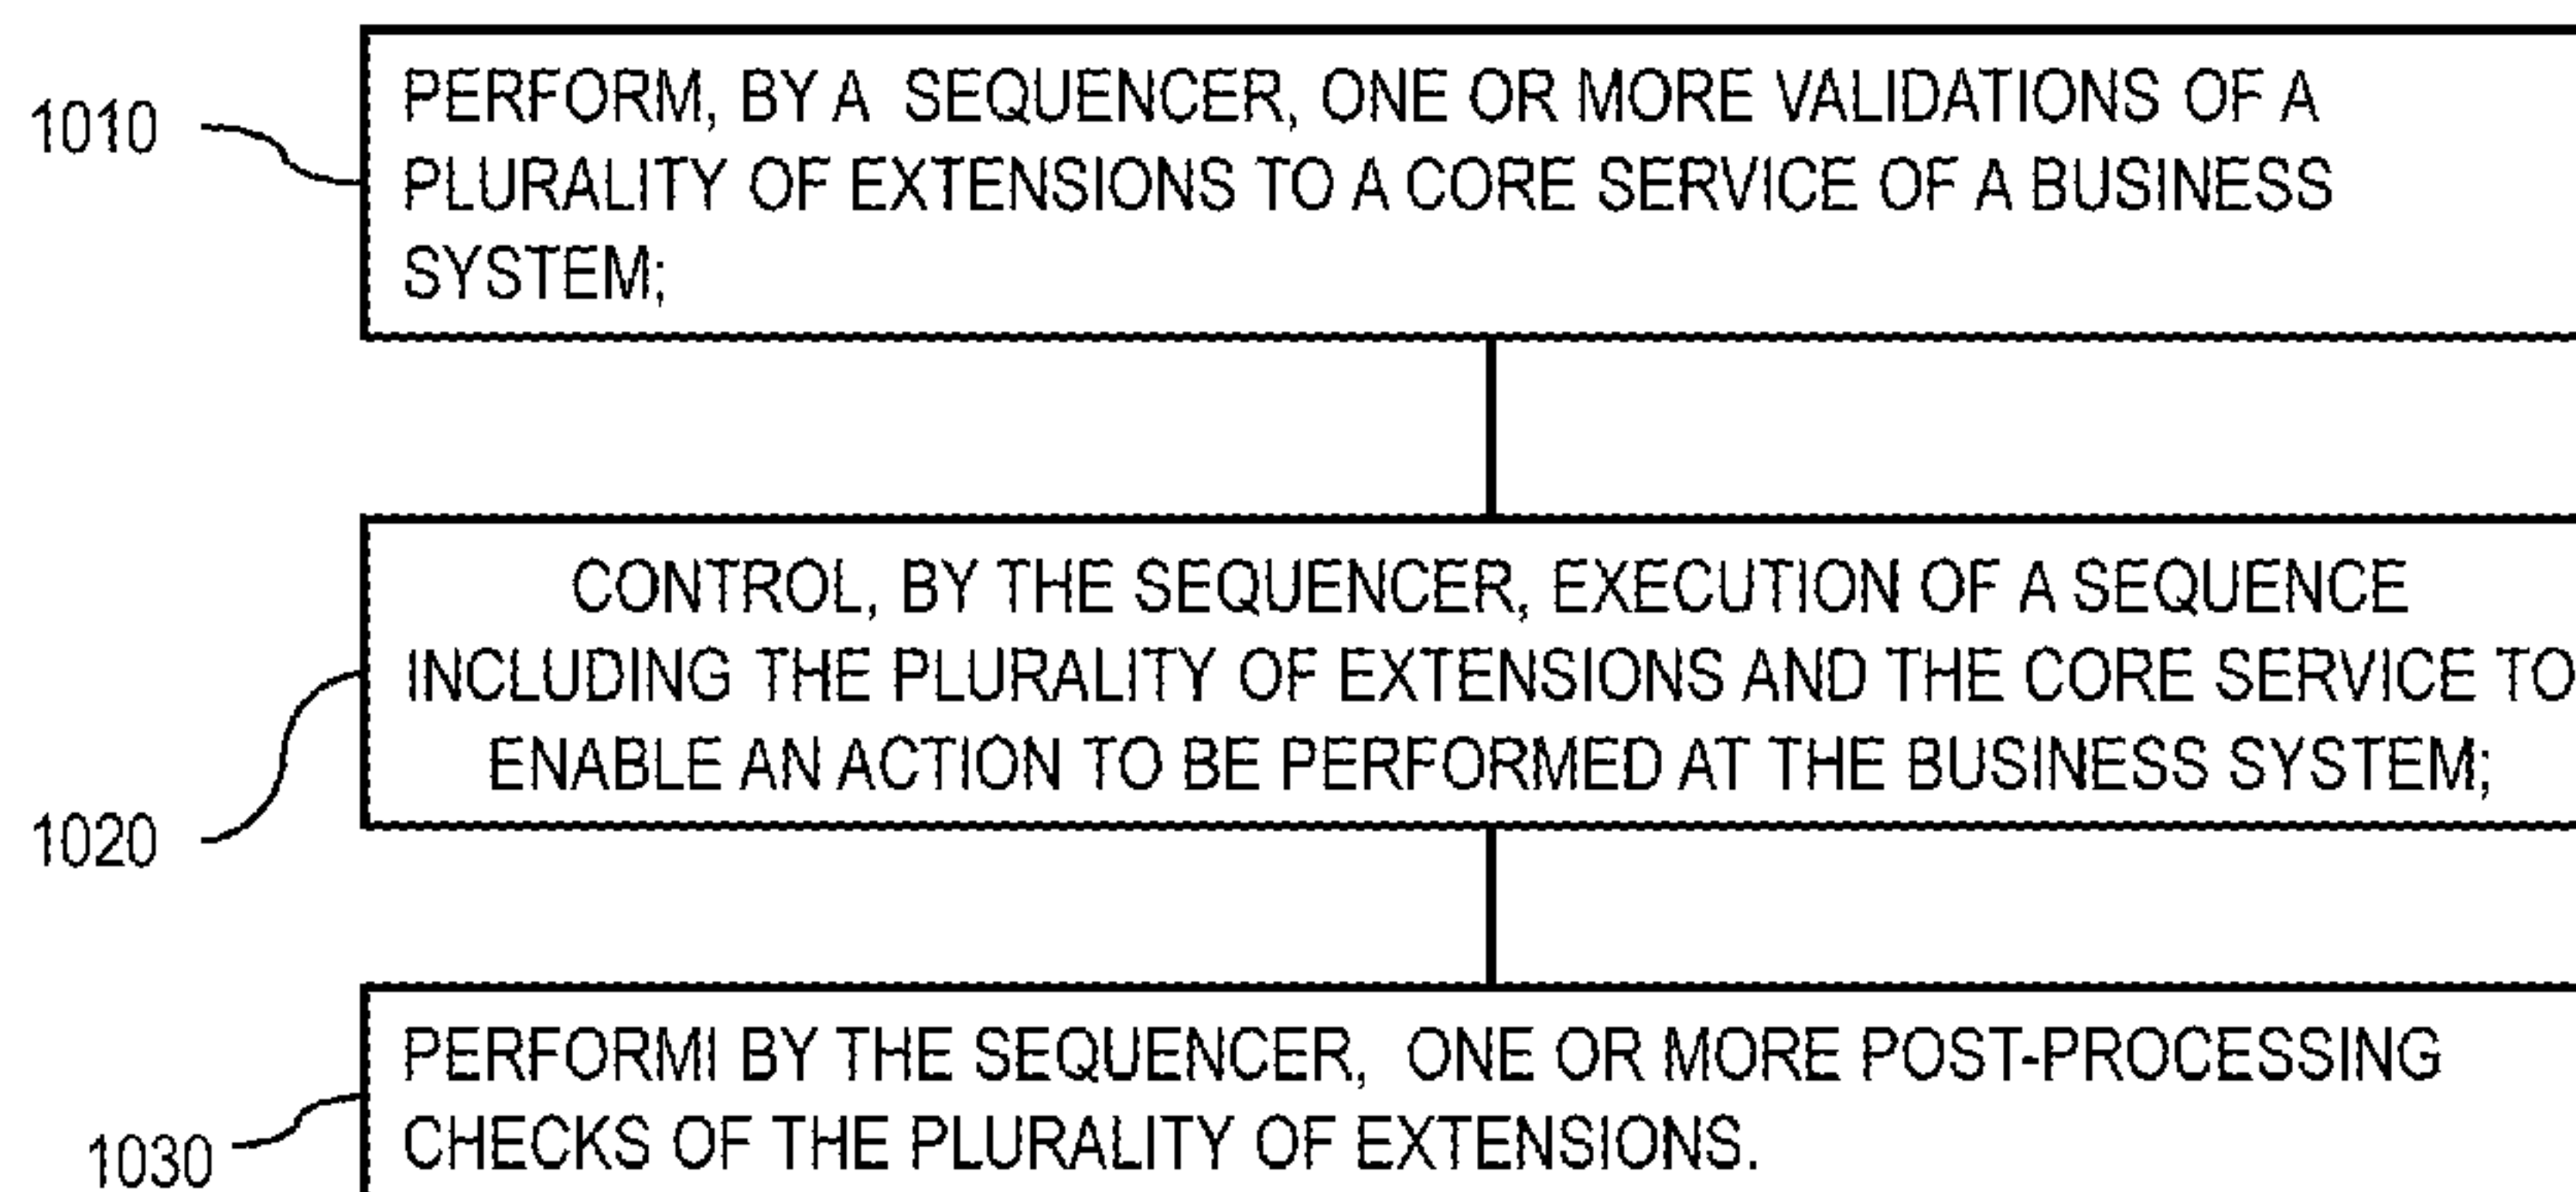 1010
PERFORM, BY A SEQUENCER, ONE OR MORE VALIDATIONS OF A
PLURALITY OF EXTENSIONS TO A CORE SERVICE OF A BUSINESS
SYSTEM;
CONTROL, BY THE SEQUENCER, EXECUTION OF A SEQUENCE
INCLUDING THE PLURALITY OF EXTENSIONS AND THE CORE SERVICE TO
ENABLE AN ACTION TO BE PERFORMED AT THE BUSINESS SYSTEM;
1020
PERFORMI BY THE SEQUENCER, ONE OR MORE POST-PROCESSING
CHECKS OF THE PLURALITY OF EXTENSIONS.
1030